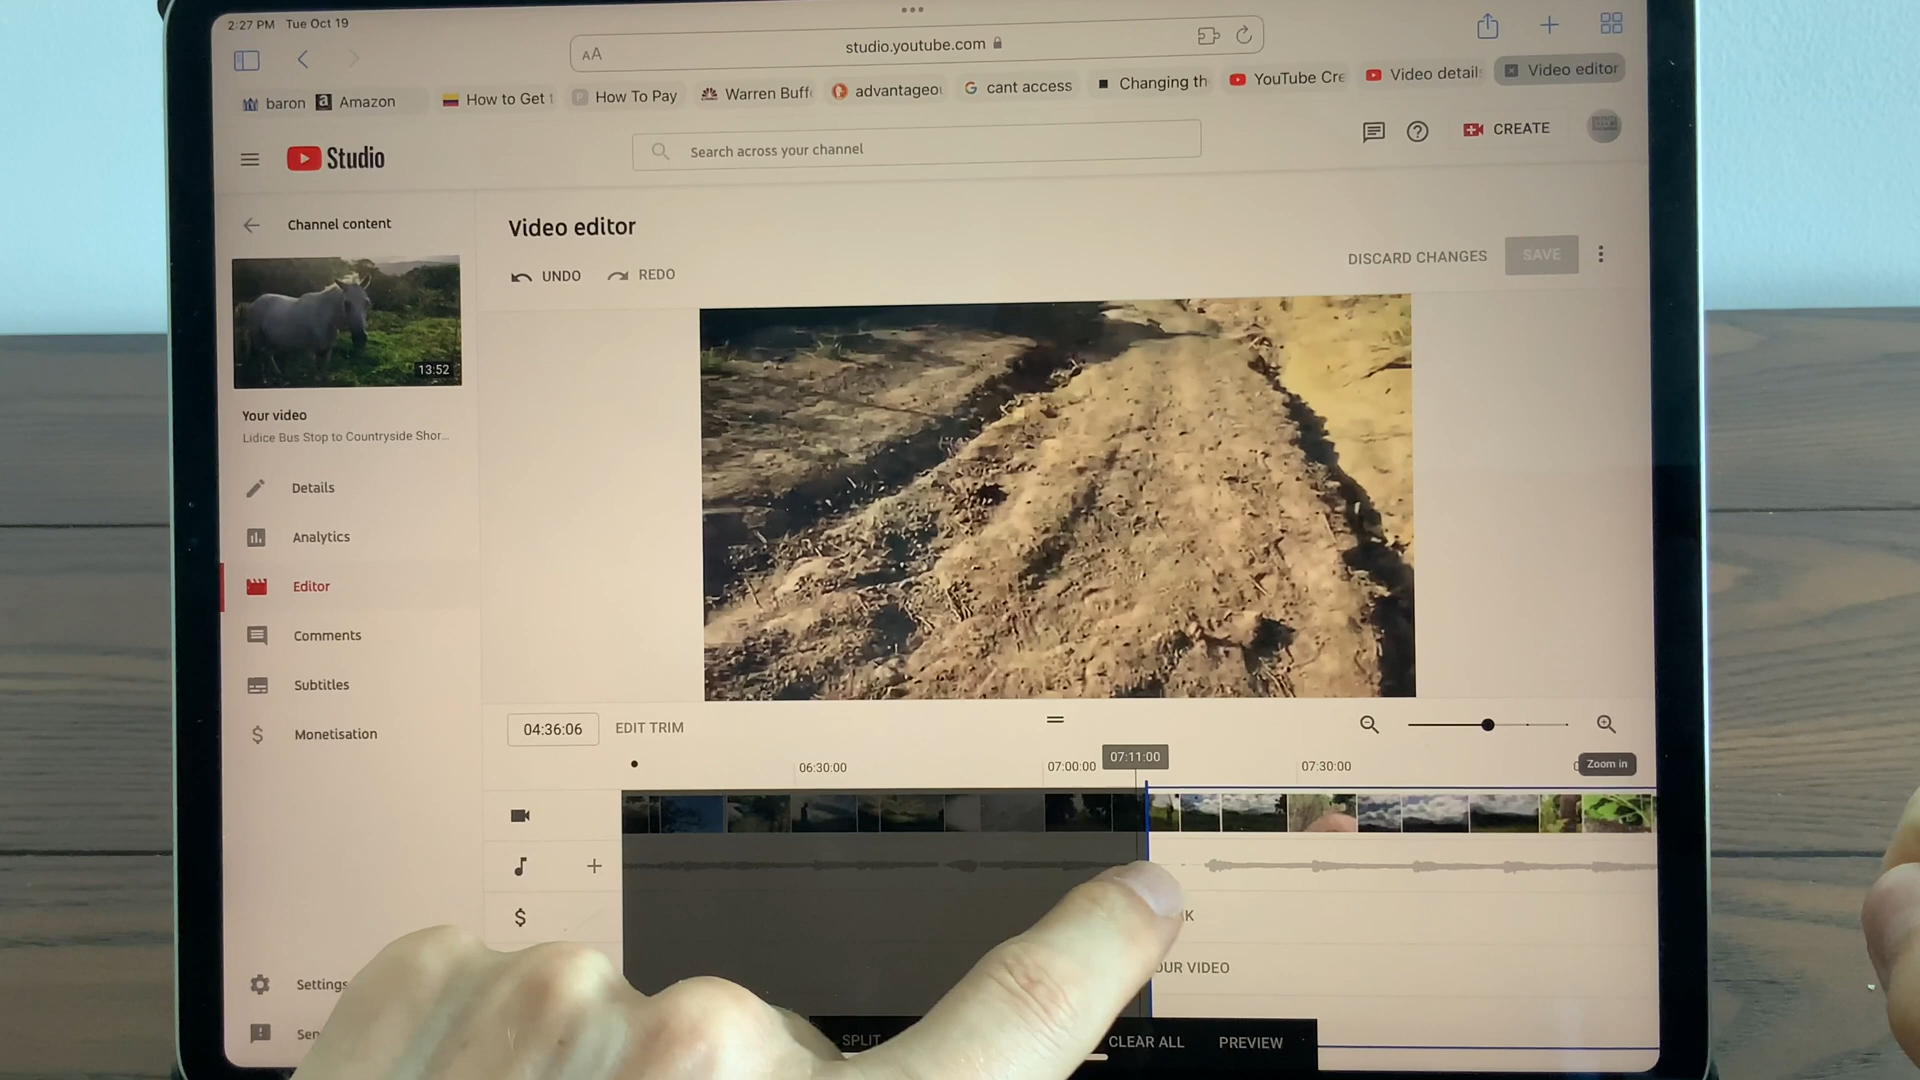 2:27 PM Tue Oct 19
AA
studio.youtube.com
baron
Amazon
How to Get
How To Pay
Warren Buff
advantageo
cant access
Changing th
YouTube Cre
Video detail
Video editor
Studio
Search across your channel
CREATE
Channel content
13:52
Your video
Lidice Bus Stop to Countryside Shor...
Details
Analytics
Editor
Comments
Subtitles
Monetisation
Settings
Sen
Video editor
UNDO
REDO
DISCARD CHANGES
SAVE
04:36:06
EDIT TRIM
07:11:00
Zoom in
06:30:00
07:00:00
07:30:00
K
OUR VIDEO
SPLIT
CLEAR ALL
PREVIEW